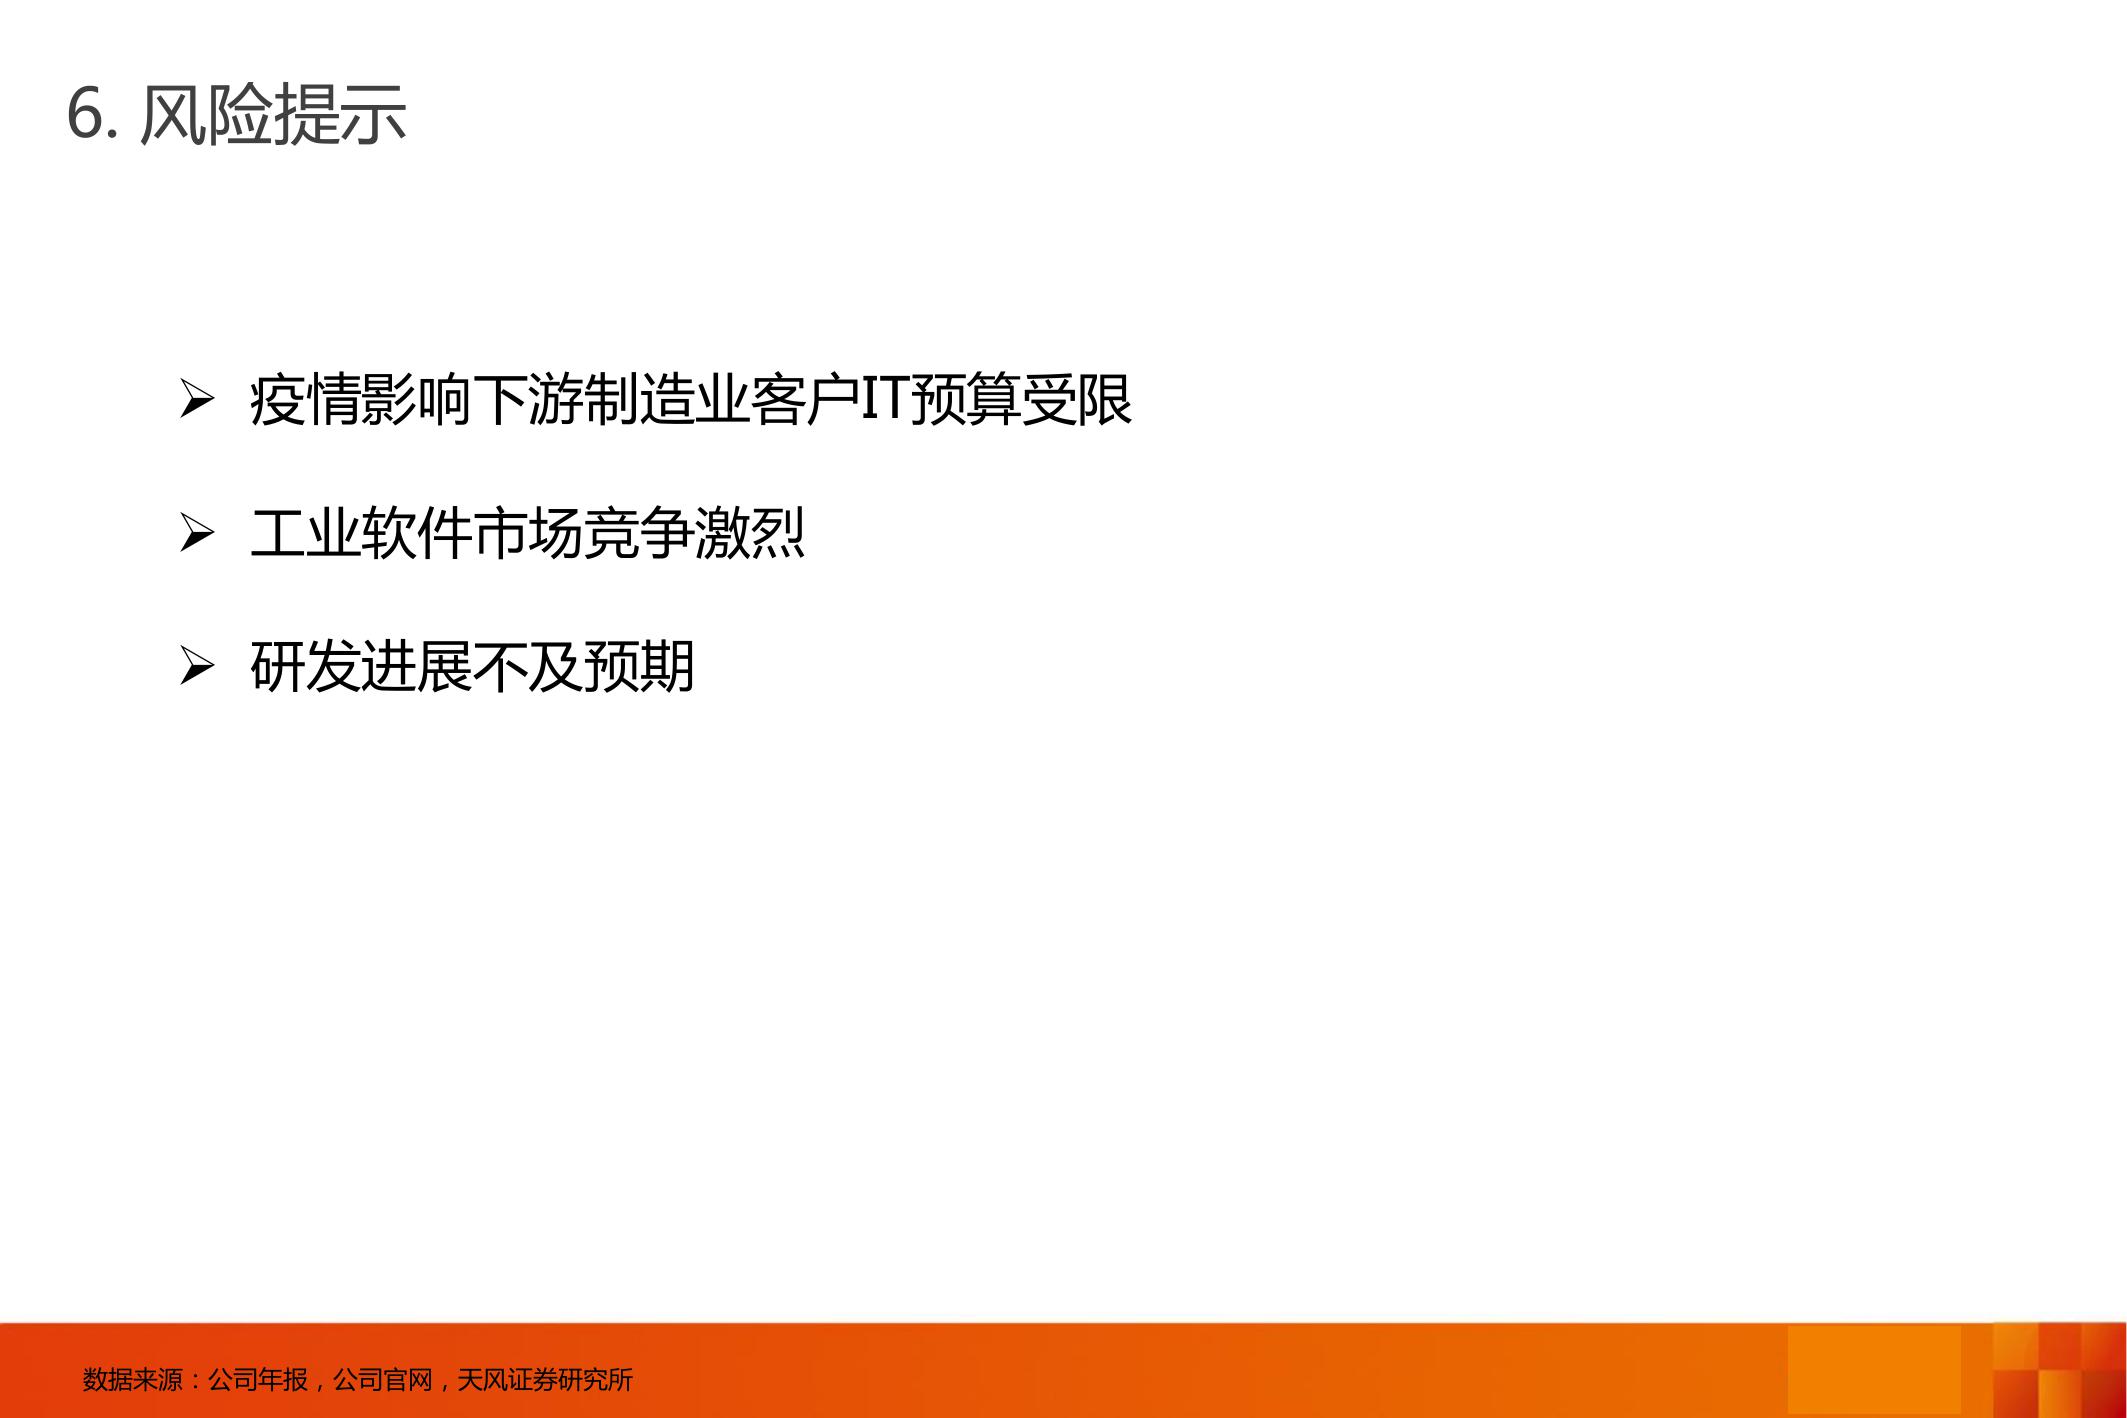 6. 风险提示
➢ 疫情影响下游制造业客户IT预算受限
➢ 工业软件市场竞争激烈
➢ 研发进展不及预期
数据来源：公司年报，公司官网，天风证券研究所